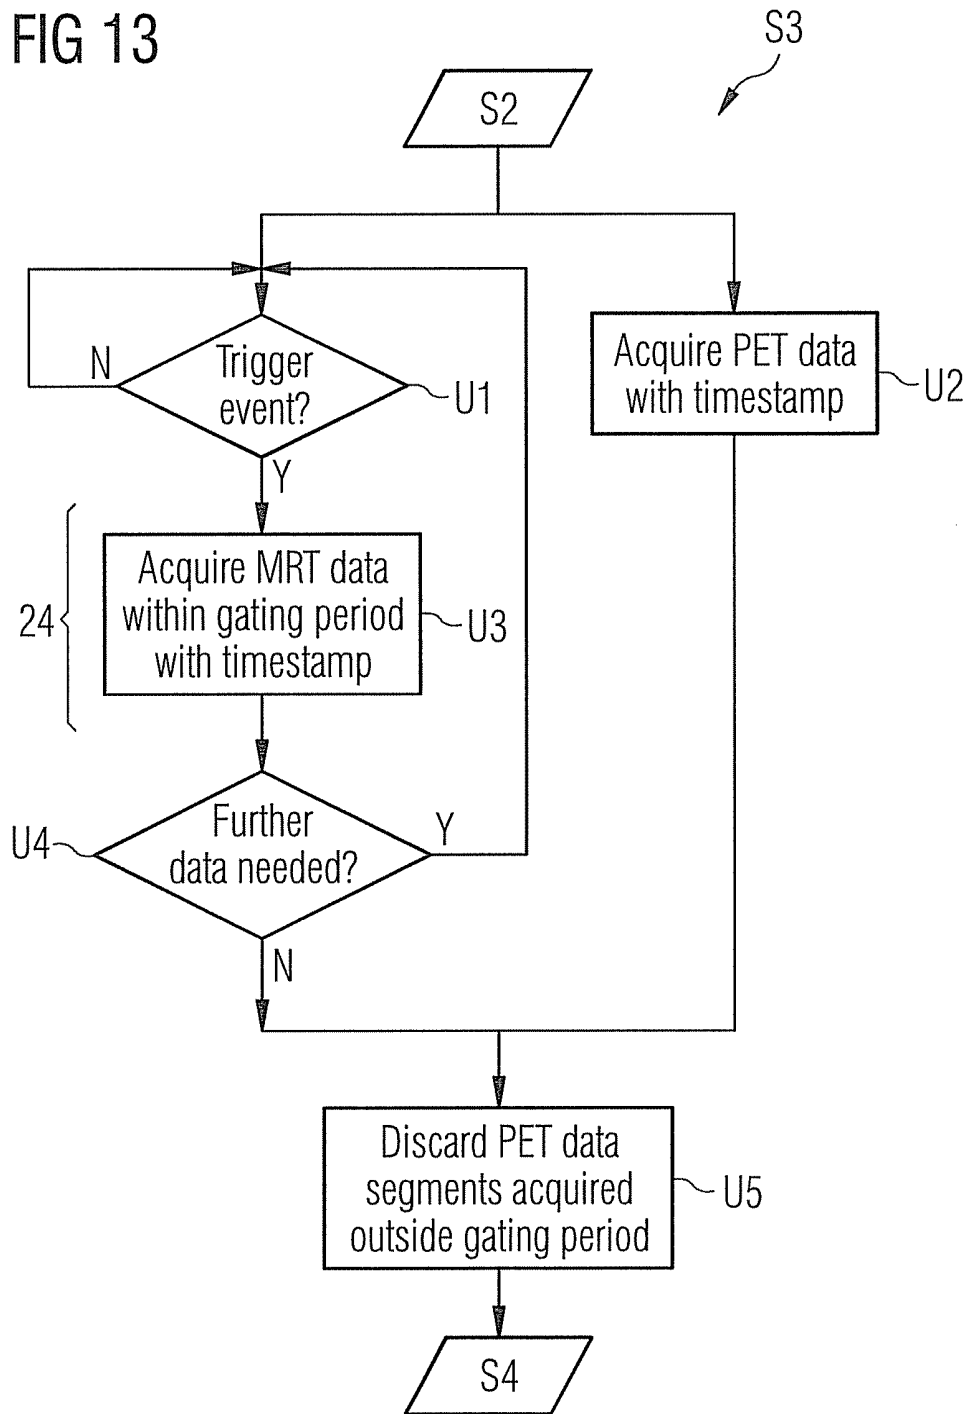 FIG 13
S3
S2
N
Trigger
event?
U1
Y
Acquire PET data
with timestamp
U2
24
Acquire MRT data
within gating period
with timestamp
U3
Further
data needed?
Y
U4
N
Discard PET data
segments acquired
outside gating period
U5
S4